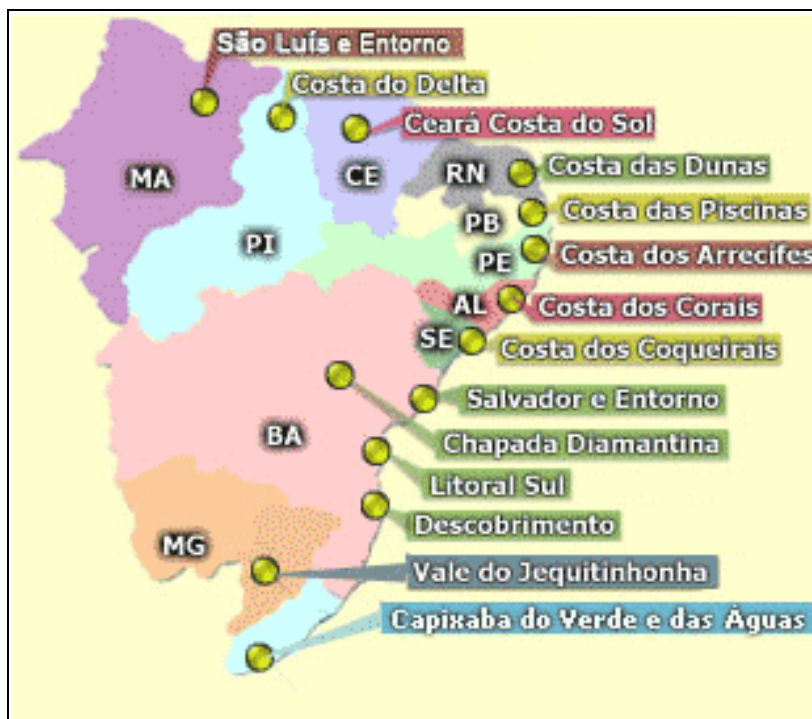 São Luís e Entorno
Costa do Delta
Ceará Costa do Sol
MA
CE
RN
Costa das Dunas
PB
Costa das Piscinas
PI
PE
Costa dos Arrecifes
AL
Costa dos Corais
SE
Costa dos Coqueirais
Salvador e Entorno
BA
Chapada Diamantina
Litoral Sul
Descobrimento
MG
Vale do Jequitinhonha
Capixaba do Verde e das Águas